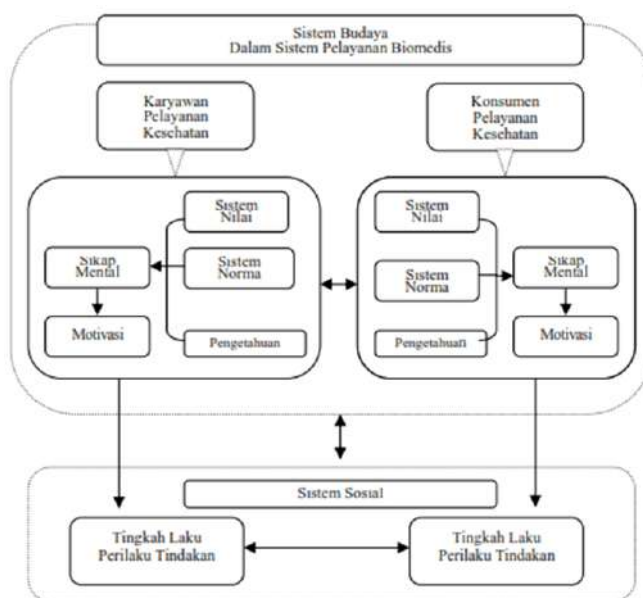 Sistem Budaya
Dalam Sistem Pelayanan Biomedis
Karyawan
Pelayanan
Kesehatan
Konsumen
Pelayanan
Kesehatan
Sistem
Nilai
Sikap
Mental
Sistem
Norma
Motivasi
Pengetahuan
Sistem
Nilai
Sistem
Norma
Sikap
Mental
Pengetahuan
Motivasi
Sistem Sosial
Tingkah Laku
Perilaku Tindakan
Tingkah Laku
Perilaku Tindakan